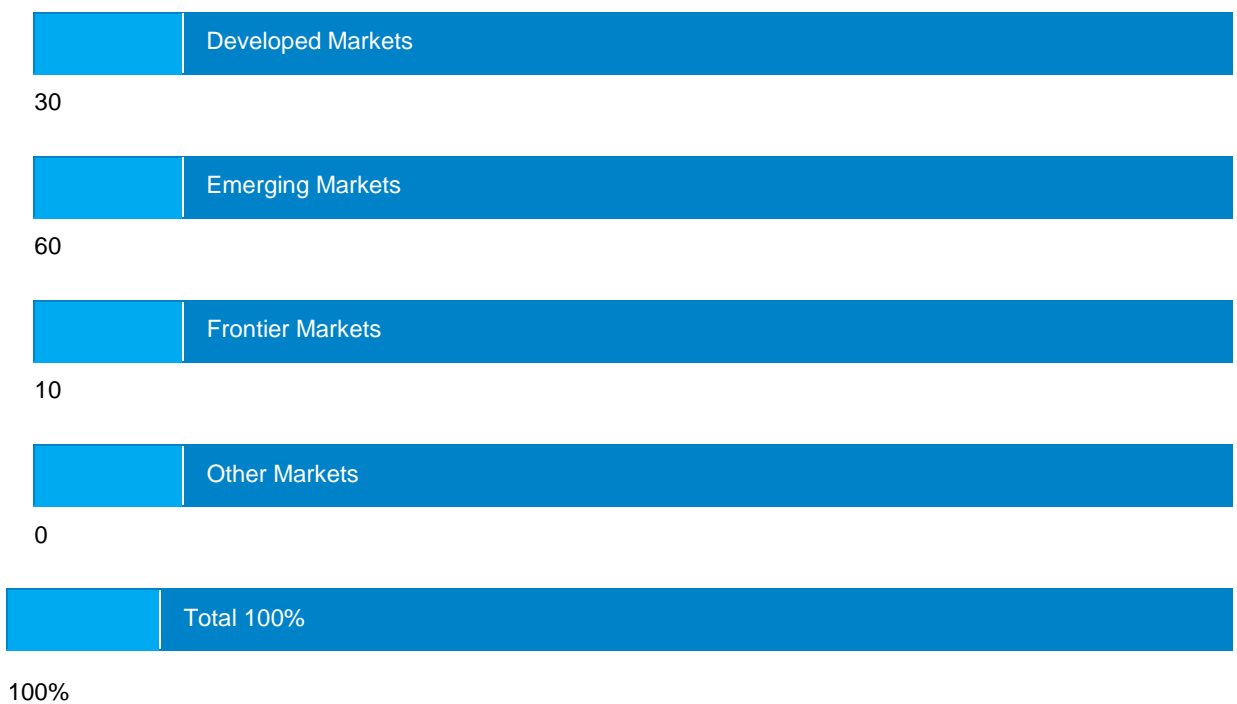 Developed Markets
30
Emerging Markets
60
Frontier Markets
10
Other Markets
0
Total 100%
100%